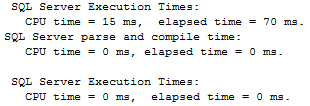 SQL Server Execution Times:
CPU time = 15 ms,  elapsed time = 70 ms.
SQL Server parse and compile time:
CPU time = 0 ms, elapsed time = 0 ms.
SQL Server Execution Times:
CPU time = 0 ms,  elapsed time = 0 ms.